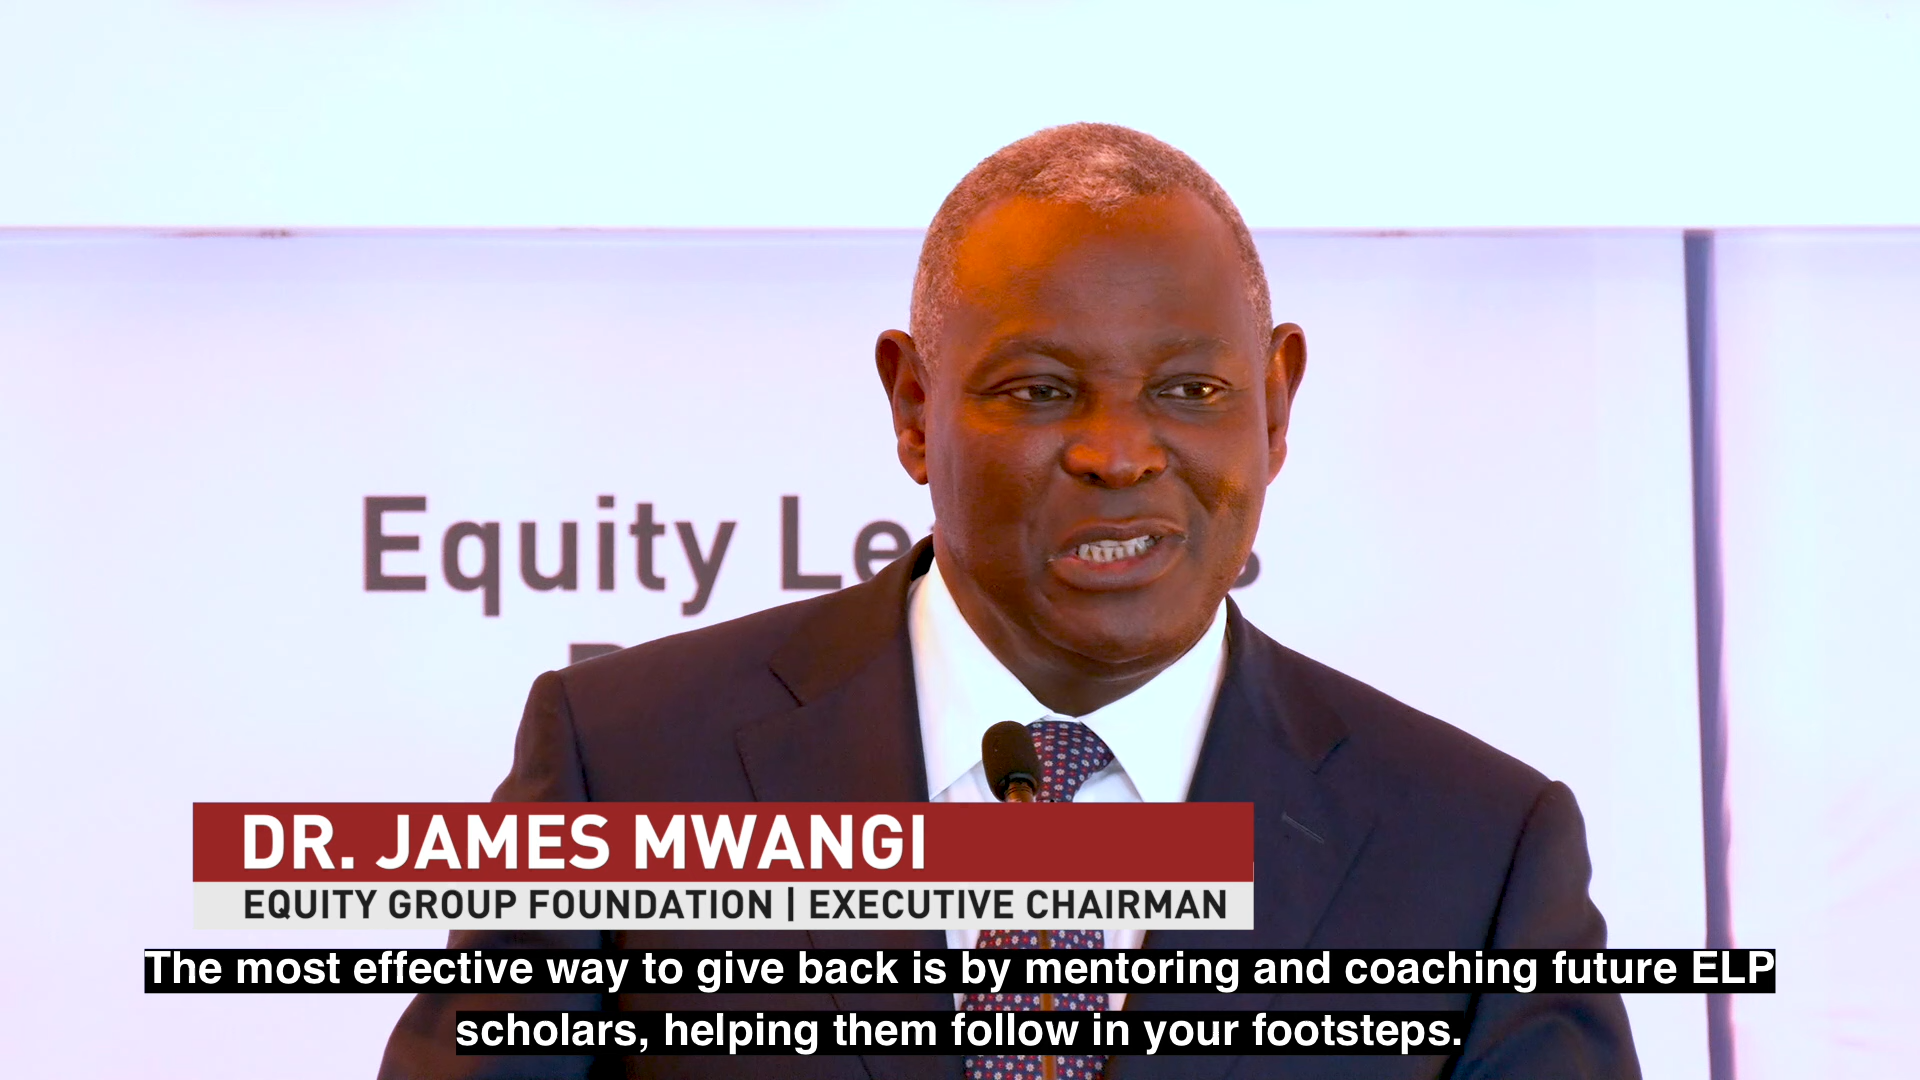 Equity Le
DR. JAMES MWANGI
EQUITY GROUP FOUNDATION | EXECUTIVE CHAIRMAN
The most effective way to give back is by mentoring and coaching future ELP
scholars, helping them follow in your footsteps.